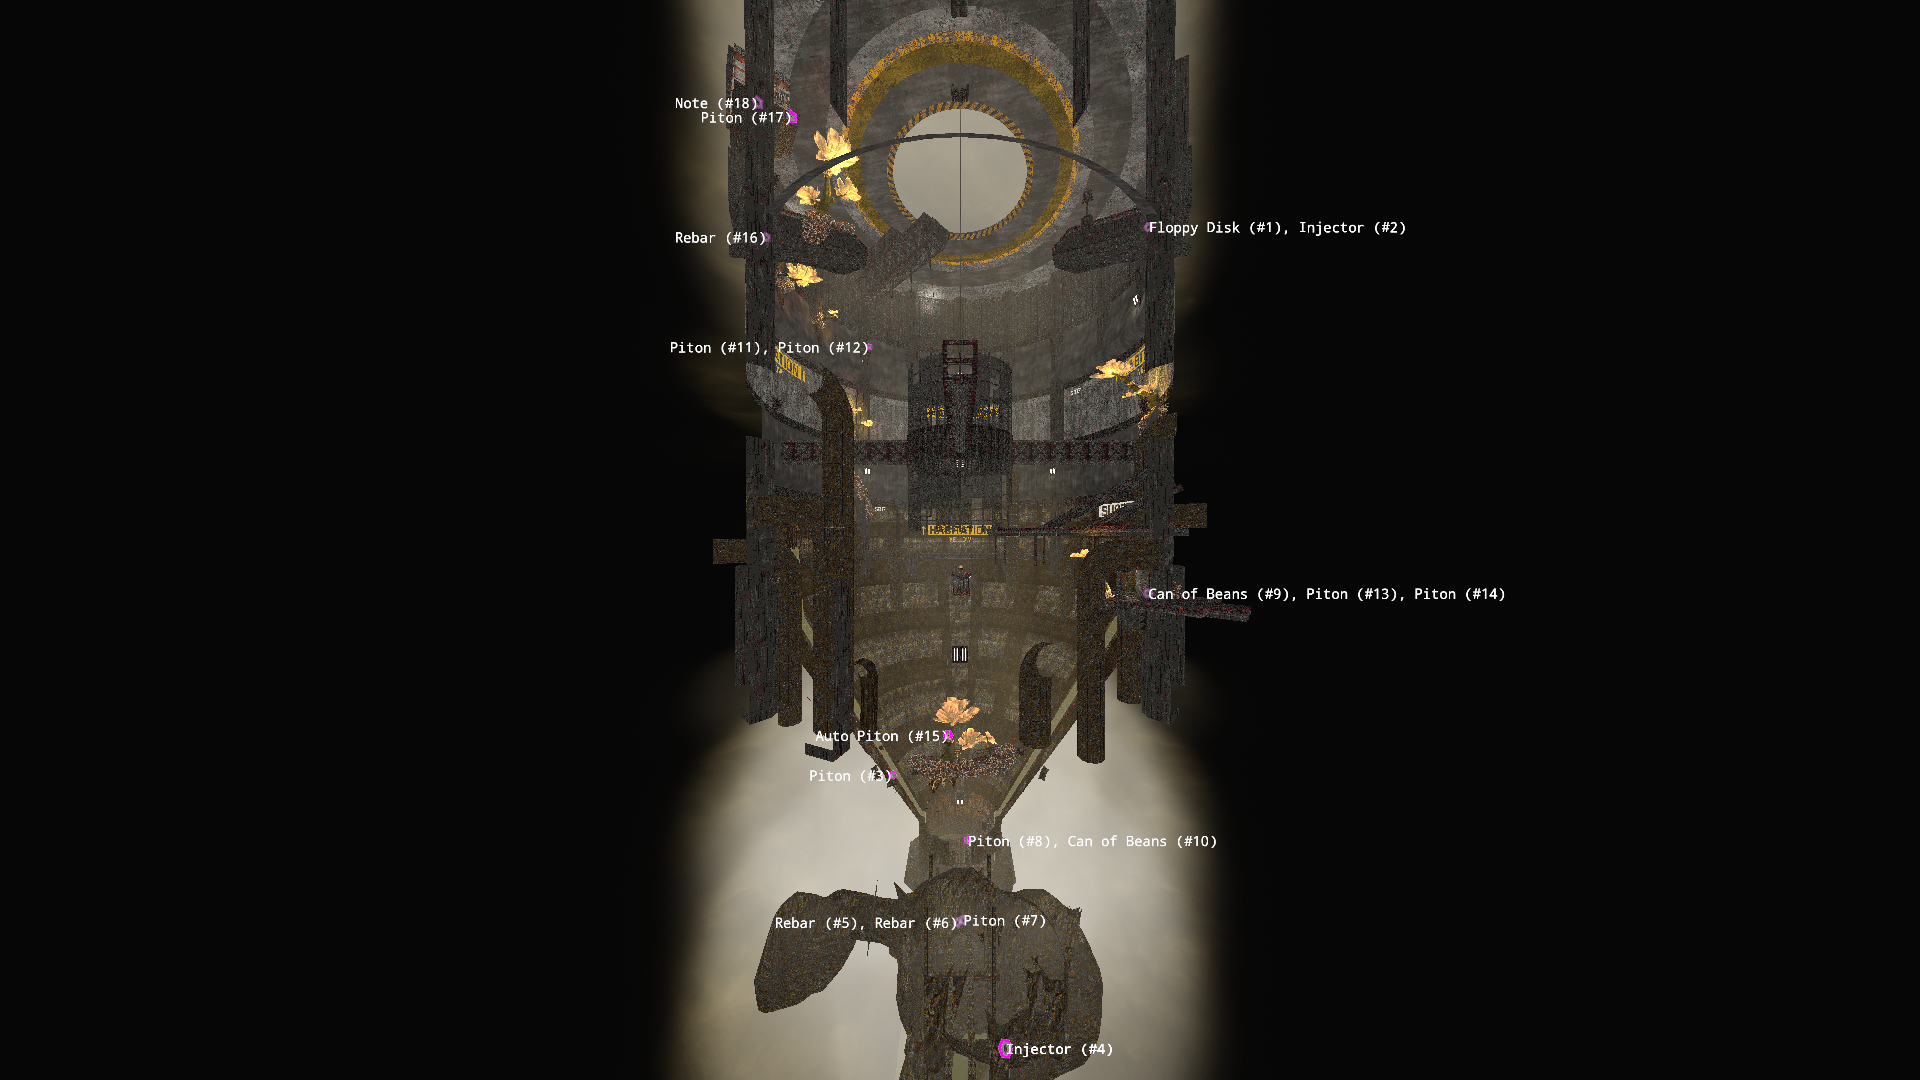 Note (#18)
Piton (#17)
Floppy Disk (#1), Injector (#2)
Rebar (#16)
Piton (#11), Piton (#12)
HABITATION
Can of Beans (#9), Piton (#13), Piton (#14)
Auto Piton (#15)
Piton (#3)
Piton (#8), Can of Beans (#10)
Rebar (#5), Rebar (#6)
Piton (#7)
Injector (#4)